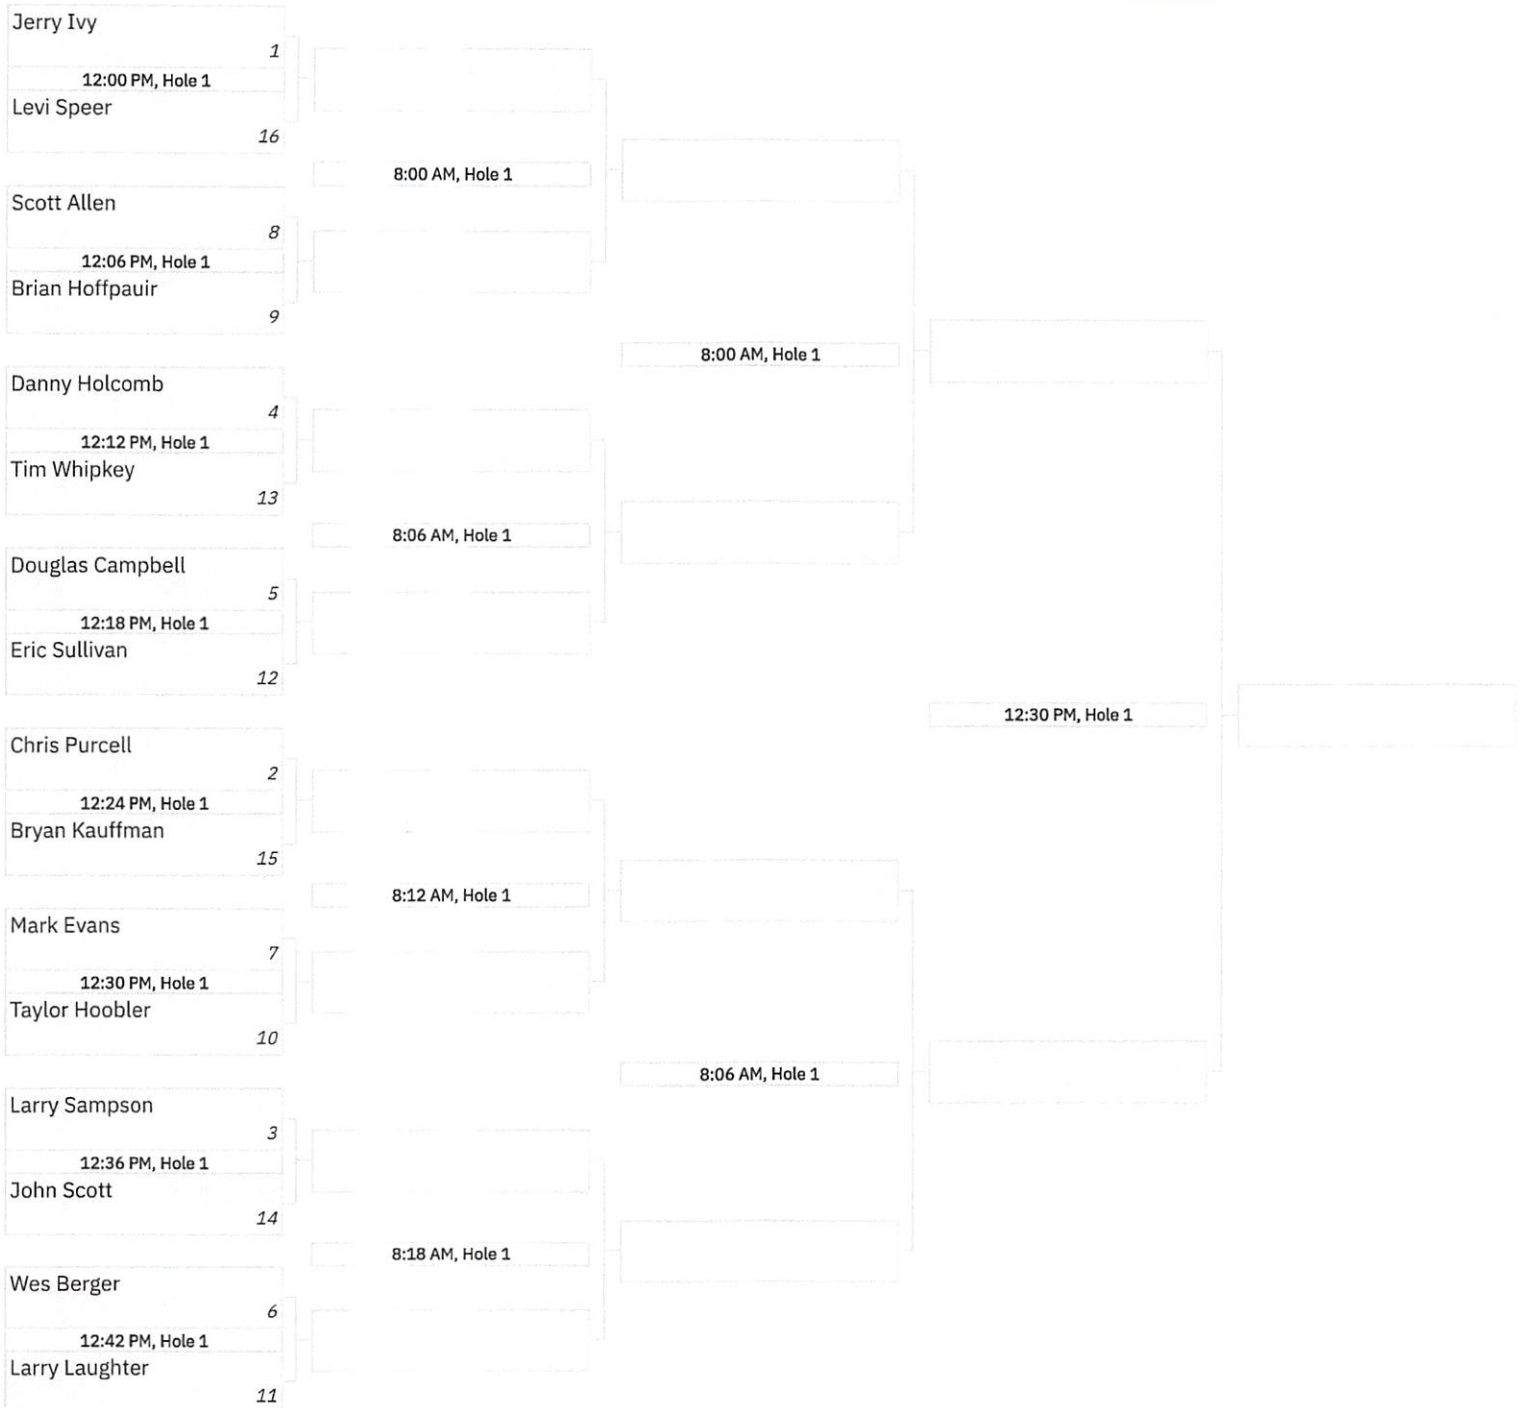 Jerry Ivy
1
12:00 PM, Hole 1
Levi Speer
16
8:00 AM, Hole 1
Scott Allen
8
12:06 PM, Hole 1
Brian Hoffpauir
9
8:00 AM, Hole 1
Danny Holcomb
4
12:12 PM, Hole 1
Tim Whipkey
13
8:06 AM, Hole 1
Douglas Campbell
5
12:18 PM, Hole 1
Eric Sullivan
12
12:30 PM, Hole 1
Chris Purcell
2
12:24 PM, Hole 1
Bryan Kauffman
15
8:12 AM, Hole 1
Mark Evans
7
12:30 PM, Hole 1
Taylor Hoobler
10
8:06 AM, Hole 1
Larry Sampson
3
12:36 PM, Hole 1
John Scott
14
8:18 AM, Hole 1
Wes Berger
6
12:42 PM, Hole 1
Larry Laughter
11